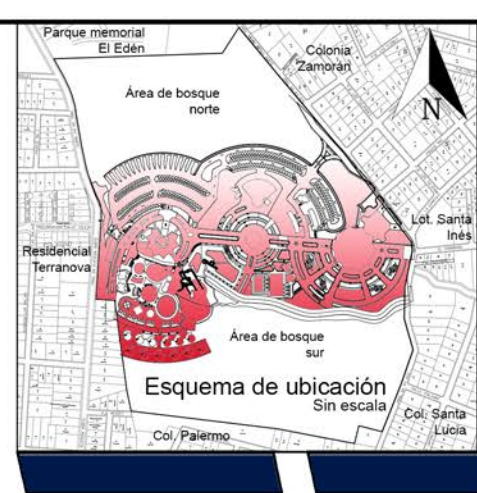 Parque memorial
El Edén
Colonia
Zamorán
Área de bosque
norte
N
Lot. Santa
Inés
Residencial
Terranova
Área de bosque
sur
Esquema de ubicación
Sin escala
Col. Santa
Lucia
Col. Palermo